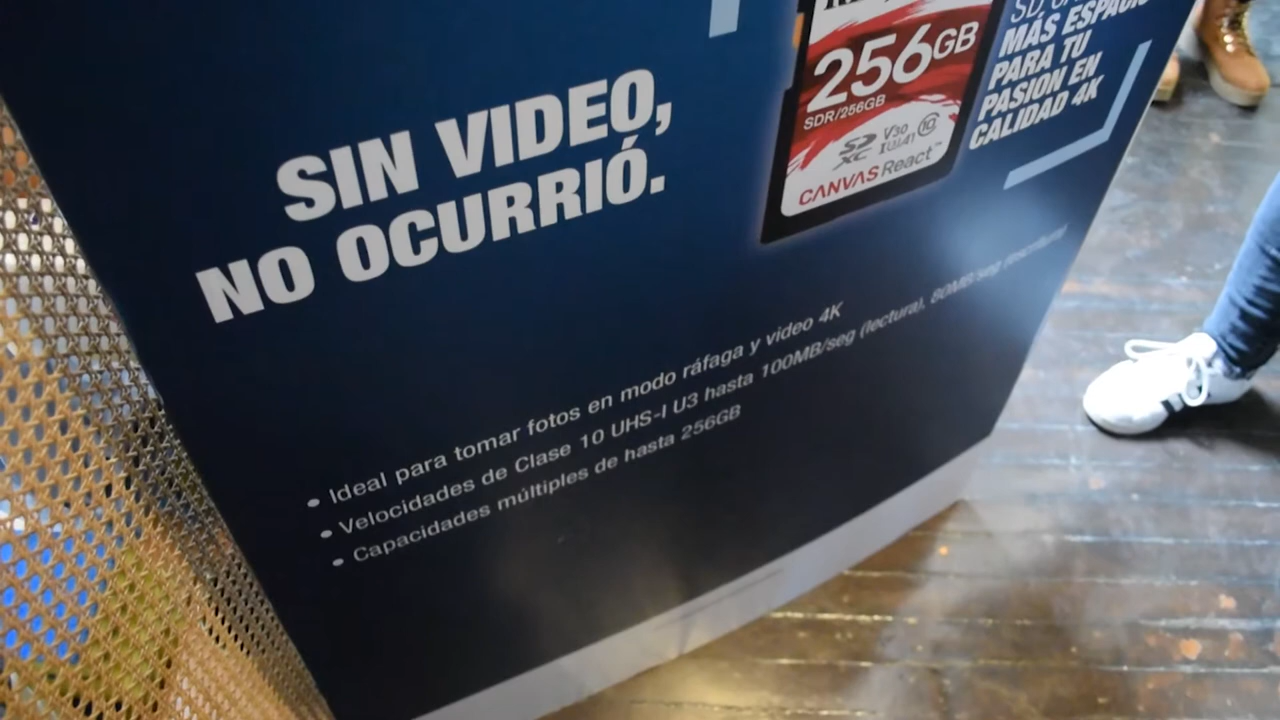 SIN VIDEO,
NO OCURRIÓ.
256GB
SDR/256GB
SD XC I V30 U3 A1 10
CANVAS React™
MÁS ESPACIO
PARA TU
PASION EN
CALIDAD 4K
• Ideal para tomar fotos en modo ráfaga y video 4K
• Velocidades de Clase 10 UHS-I U3 hasta 100MB/seg (lectura), 80MB/seg (escritura)
• Capacidades múltiples de hasta 256GB